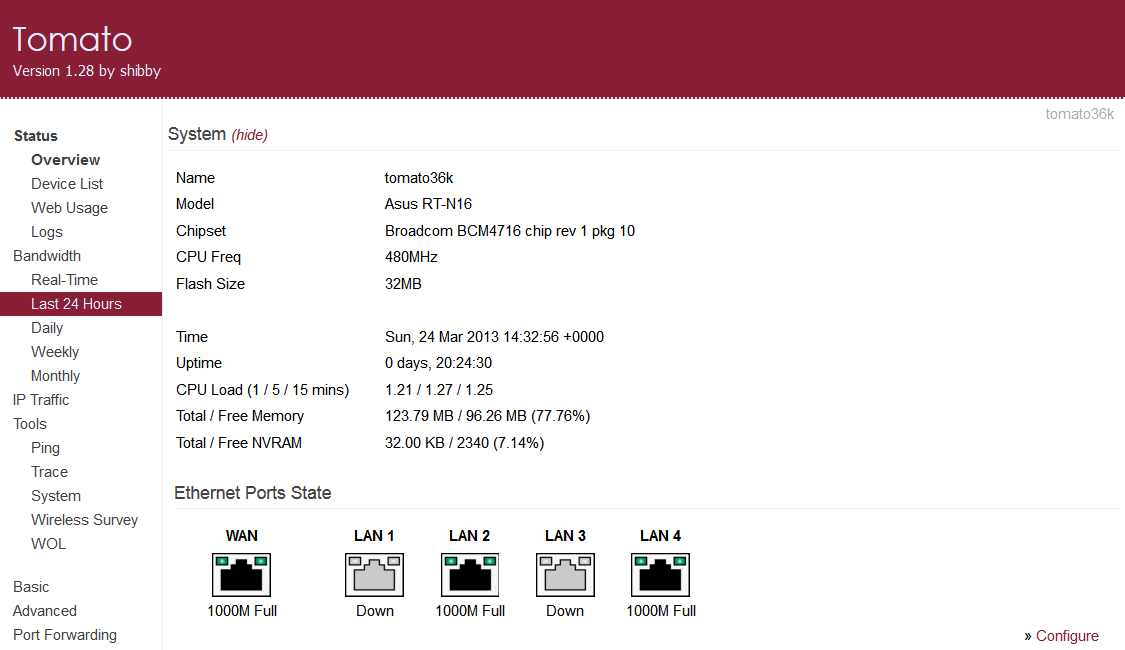 Tomato
Version 1.28 by shibby
tomato36k
Status
Overview
Device List
Web Usage
Logs
Bandwidth
Real-Time
Last 24 Hours
Daily
Weekly
Monthly
IP Traffic
Tools
Ping
Trace
System
Wireless Survey
WOL
Basic
Advanced
Port Forwarding
System (hide)
Name tomato36k
Model Asus RT-N16
Chipset Broadcom BCM4716 chip rev 1 pkg 10
CPU Freq 480MHz
Flash Size 32MB
Time Sun, 24 Mar 2013 14:32:56 +0000
Uptime 0 days, 20:24:30
CPU Load (1 / 5 / 15 mins) 1.21 / 1.27 / 1.25
Total / Free Memory 123.79 MB / 96.26 MB (77.76%)
Total / Free NVRAM 32.00 KB / 2340 (7.14%)
Ethernet Ports State
WAN LAN 1 LAN 2 LAN 3 LAN 4
1000M Full Down 1000M Full Down 1000M Full
» Configure